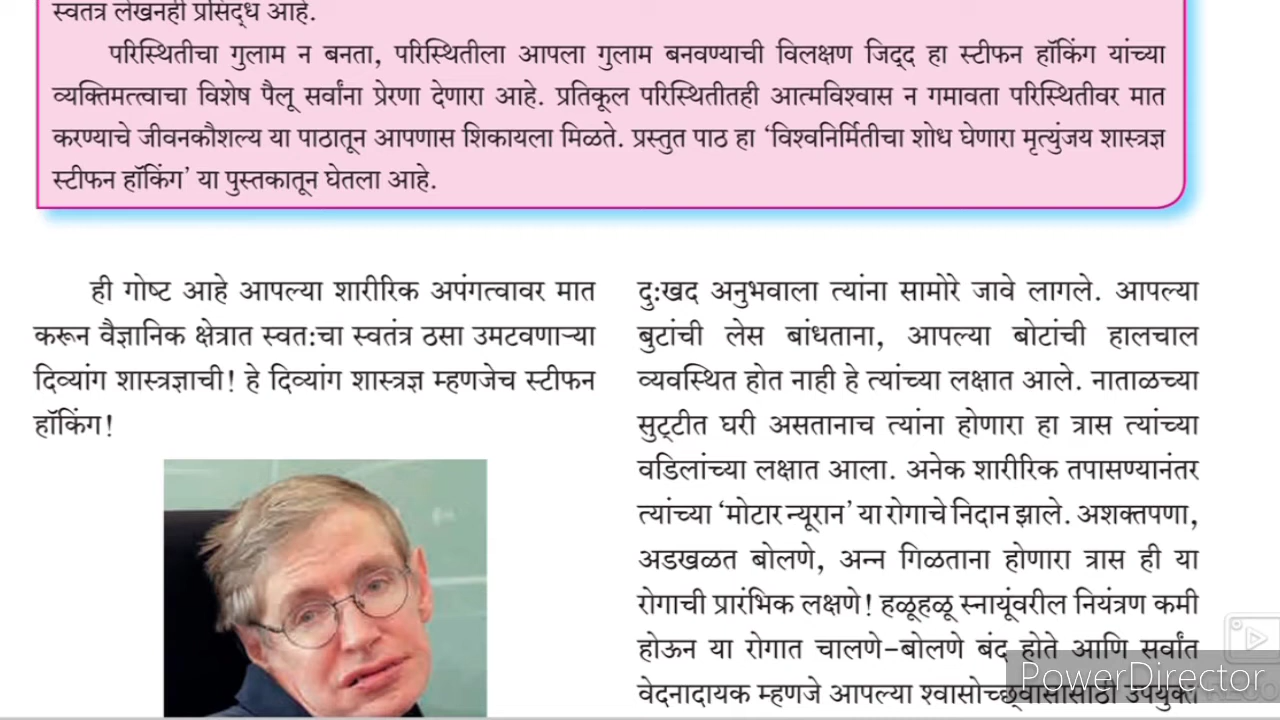 स्वतंत्र लेखनही प्रसिद्ध आहे.
परिस्थितीचा गुलाम न बनता, परिस्थितीला आपला गुलाम बनवण्याची विलक्षण जिद्द हा स्टीफन हॉकिंग यांच्या
व्यक्तिमत्त्वाचा विशेष पैलू सर्वांना प्रेरणा देणारा आहे. प्रतिकूल परिस्थितीतही आत्मविश्वास न गमावता परिस्थितीवर मात
करण्याचे जीवनकौशल्य या पाठातून आपणास शिकायला मिळते. प्रस्तुत पाठ हा ‘विश्वनिर्मितीचा शोध घेणारा मृत्युंजय शास्त्रज्ञ
स्टीफन हॉकिंग’ या पुस्तकातून घेतला आहे.
ही गोष्ट आहे आपल्या शारीरिक अपंगत्वावर मात
करून वैज्ञानिक क्षेत्रात स्वतःचा स्वतंत्र ठसा उमटवणाऱ्या
दिव्यांग शास्त्रज्ञाची! हे दिव्यांग शास्त्रज्ञ म्हणजेच स्टीफन
हॉकिंग!
दुःखद अनुभवाला त्यांना सामोरे जावे लागले. आपल्या
बुटांची लेस बांधताना, आपल्या बोटांची हालचाल
व्यवस्थित होत नाही हे त्यांच्या लक्षात आले. नाताळच्या
सुट्टीत घरी असतानाच त्यांना होणारा हा त्रास त्यांच्या
वडिलांच्या लक्षात आला. अनेक शारीरिक तपासण्यानंतर
त्यांच्या ‘मोटार न्यूरान’ या रोगाचे निदान झाले. अशक्तपणा,
अडखळत बोलणे, अन्न गिळताना होणारा त्रास ही या
रोगाची प्रारंभिक लक्षणे! हळूहळू स्नायूंवरील नियंत्रण कमी
होऊन या रोगात चालणे-बोलणे बंद होते आणि सर्वांत
वेदनादायक म्हणजे आपल्या श्वासोच्छ्वासासाठी उपयुक्त
PowerDirector